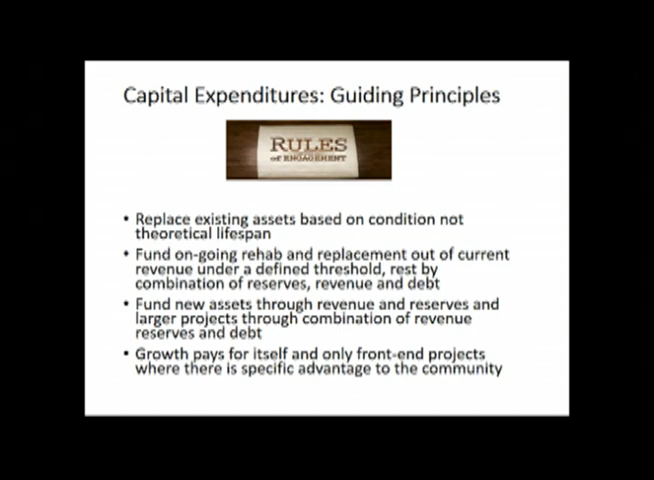 Capital Expenditures: Guiding Principles
RULES
OF ENGAGEMENT
• Replace existing assets based on condition not
theoretical lifespan
• Fund on-going rehab and replacement out of current
revenue under a defined threshold, rest by
combination of reserves, revenue and debt
• Fund new assets through revenue and reserves and
larger projects through combination of revenue
reserves and debt
• Growth pays for itself and only front-end projects
where there is specific advantage to the community